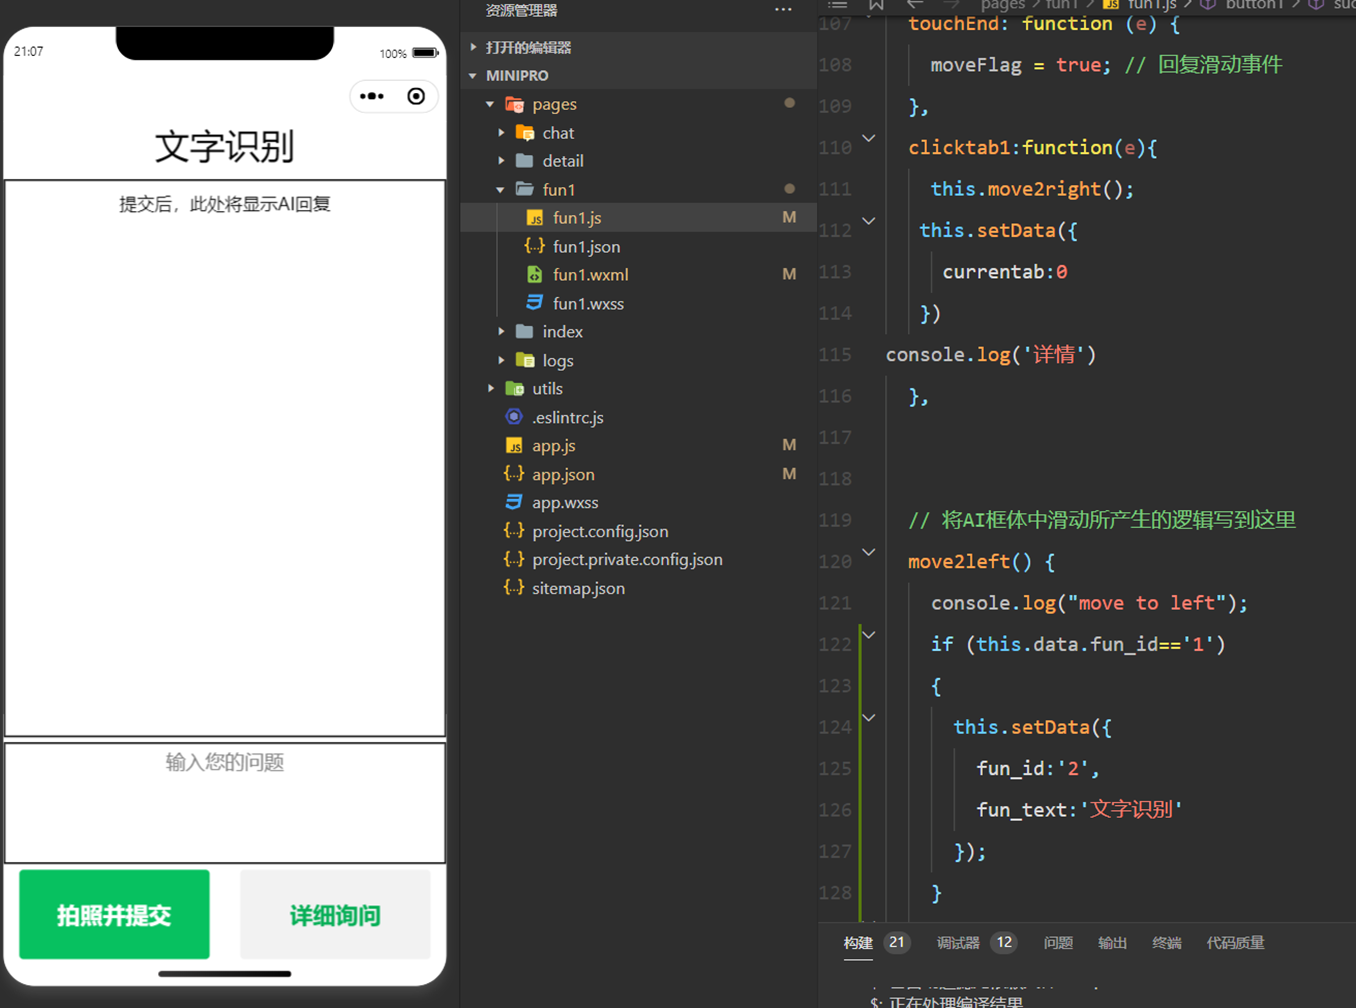 21:07
100%
文字识别
提交后，此处将显示AI回复
输入您的问题
拍照并提交
详细询问
资源管理器
打开的编辑器
MINIPRO
pages
chat
detail
fun1
fun1.js M
fun1.json
fun1.wxml M
fun1.wxss
index
logs
utils
.eslintrc.js
app.js M
app.json M
app.wxss
project.config.json
project.private.config.json
sitemap.json
pages > fun1 > fun1.js > button1 >
107 touchEnd: function (e) {
108 moveFlag = true; // 回复滑动事件
109 },
110 clicktab1:function(e){
111 this.move2right();
112 this.setData({
113 currentab:0
114 })
115 console.log('详情')
116 },
117
118
119 // 将AI框体中滑动所产生的逻辑写到这里
120 move2left() {
121 console.log("move to left");
122 if (this.data.fun_id=='1')
123 {
124 this.setData({
125 fun_id:'2',
126 fun_text:'文字识别'
127 });
128 }
构建 21 调试器 12 问题 输出 终端 代码质量
$: 正在处理编译结果